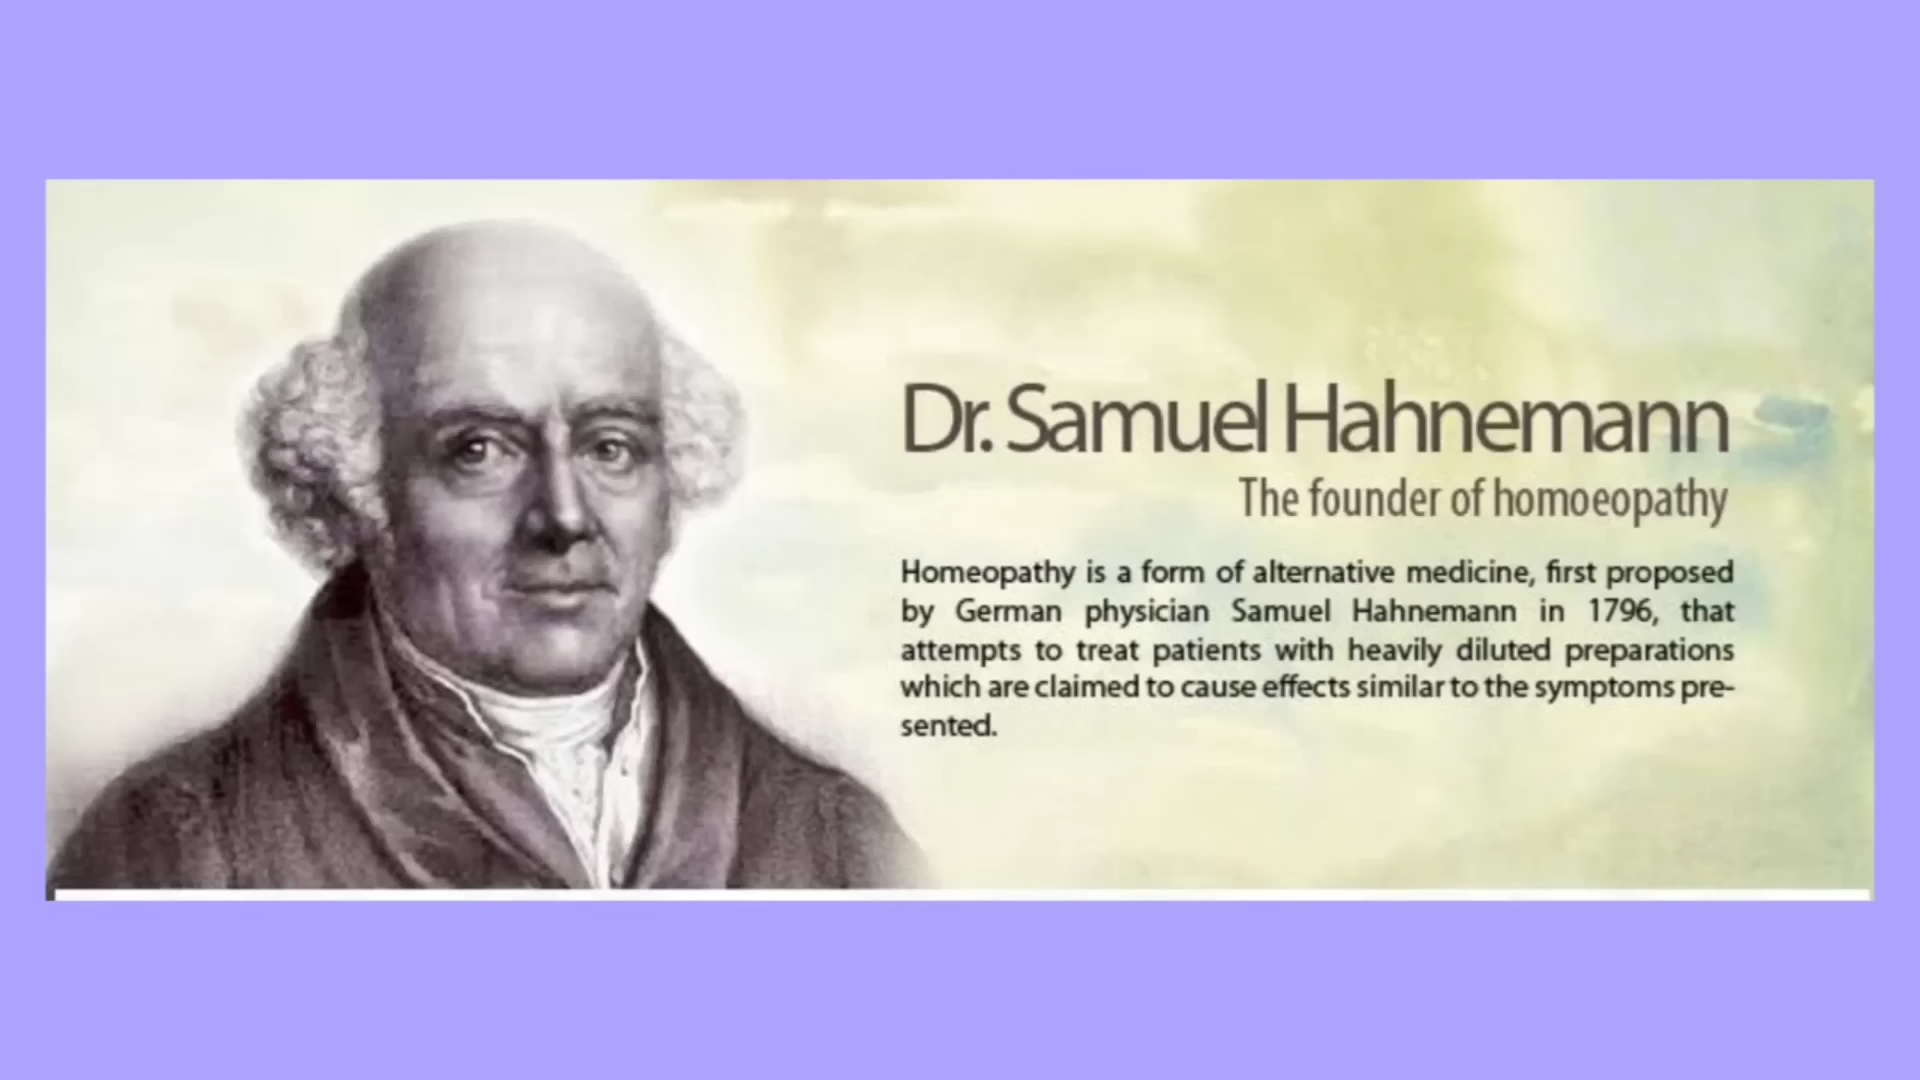 Dr. Samuel Hahnemann
The founder of homoeopathy
Homeopathy is a form of alternative medicine, first proposed
by German physician Samuel Hahnemann in 1796, that
attempts to treat patients with heavily diluted preparations
which are claimed to cause effects similar to the symptoms pre-
sented.